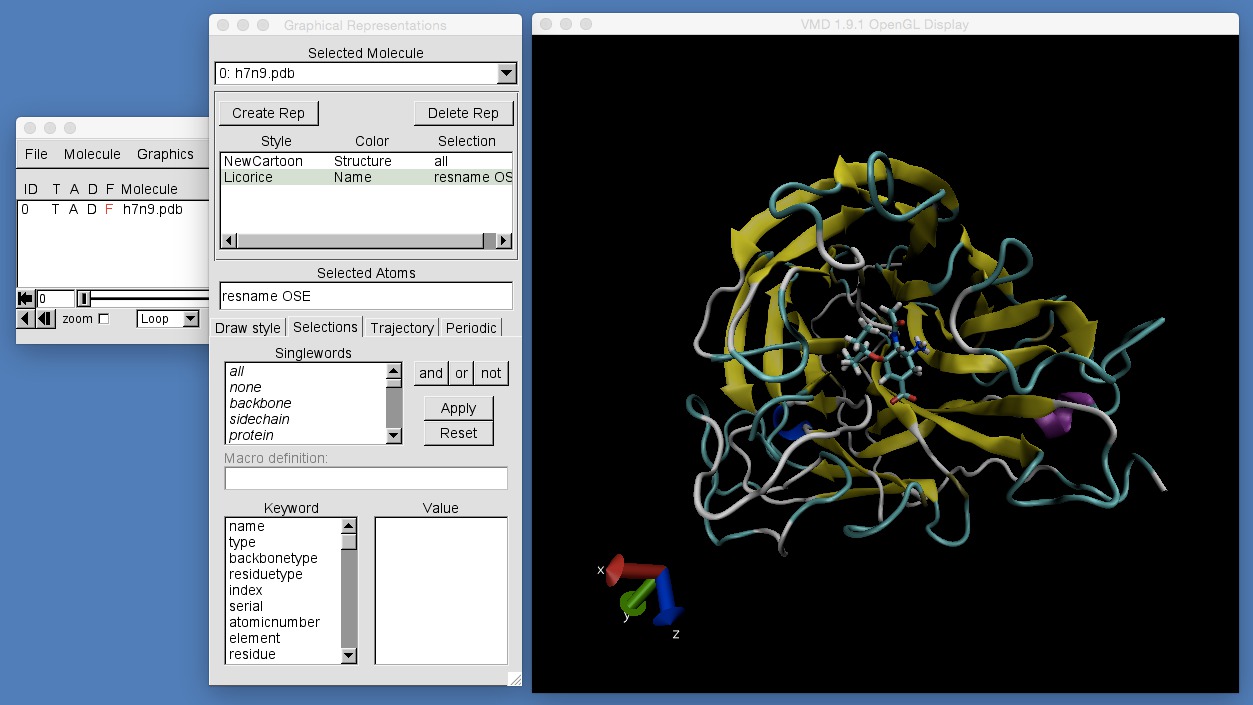 Graphical Representations
VMD 1.9.1 OpenGL Display
File Molecule Graphics
ID T A D F Molecule
0 T A D F h7n9.pdb
0
zoom Loop
Selected Molecule
0: h7n9.pdb
Create Rep Delete Rep
Style Color Selection
NewCartoon Structure all
Licorice Name resname OS
Selected Atoms
resname OSE
Draw style Selections Trajectory Periodic
Singlewords
all
none
backbone
sidechain
protein
and or not
Apply
Reset
Macro definition:
Keyword Value
name
type
backbonetype
residuetype
index
serial
atomicnumber
element
residue
x
y
z